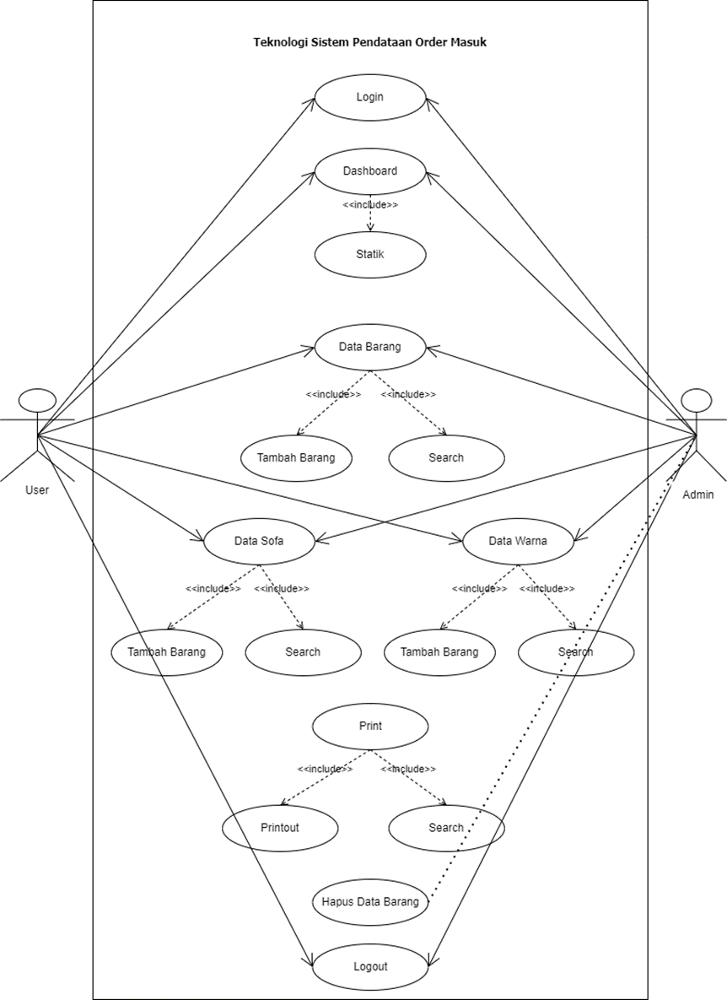 Teknologi Sistem Pendataan Order Masuk
Login
Dashboard
<<include>>
Statik
Data Barang
<<include>> <<include>>
Tambah Barang Search
User Admin
Data Sofa Data Warna
<<include>> <<include>> <<include>> <<include>>
Tambah Barang Search Tambah Barang Search
Print
<<include>> <<include>>
Printout Search
Hapus Data Barang
Logout